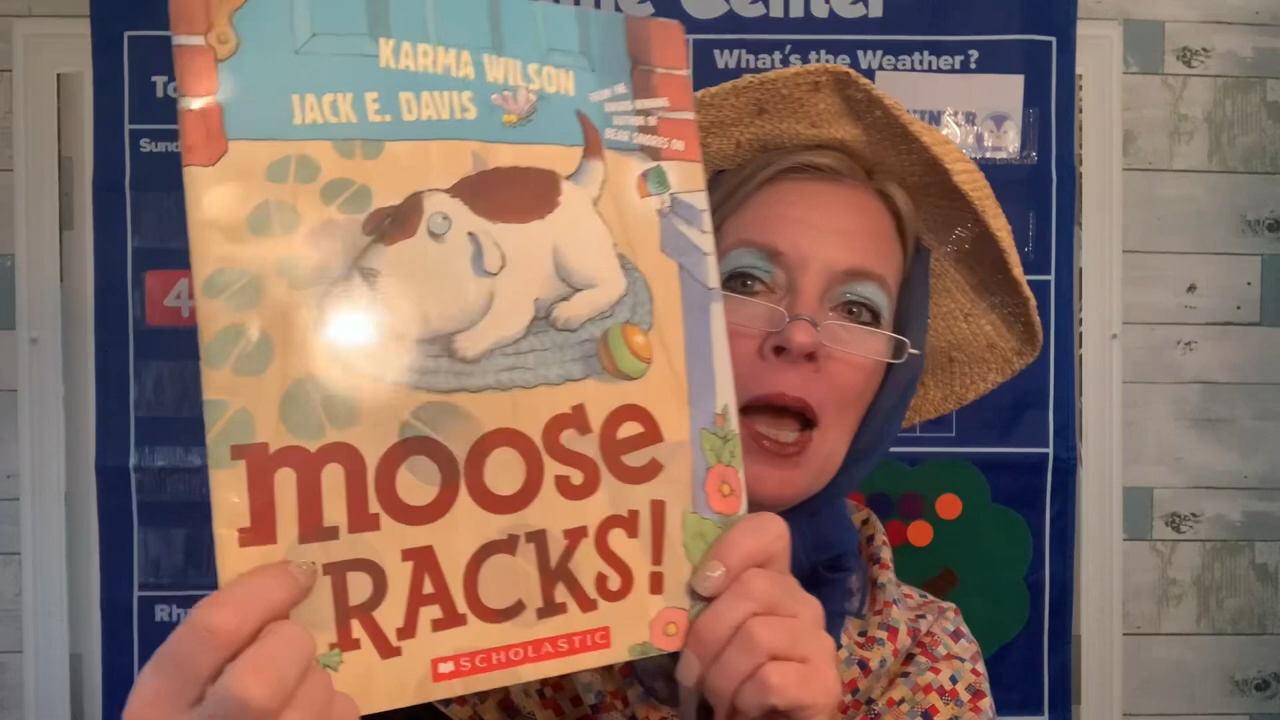 Center
What's the Weather?
To
Sund
4
Rh
KARMA WILSON
JACK E. DAVIS
FROM THE
AWARD-WINNING
AUTHOR OF
BEAR SNORES ON
moose
RACKS!
SCHOLASTIC